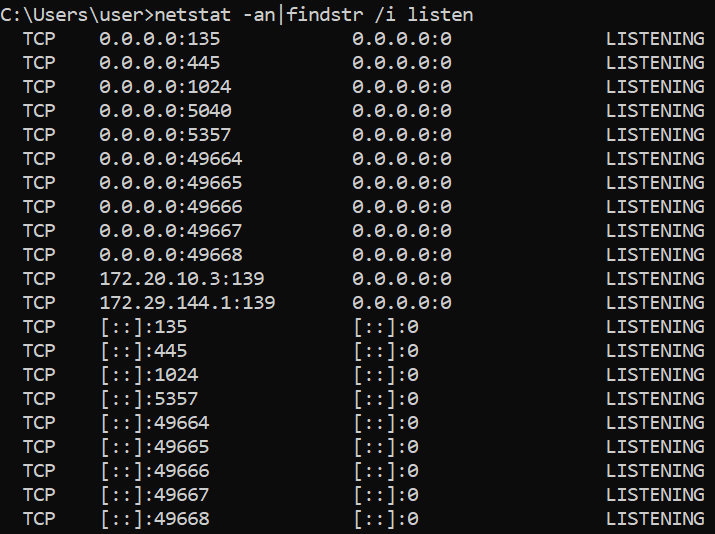 C:\Users\user>netstat -an|findstr /i listen
TCP 0.0.0.0:135 0.0.0.0:0 LISTENING
TCP 0.0.0.0:445 0.0.0.0:0 LISTENING
TCP 0.0.0.0:1024 0.0.0.0:0 LISTENING
TCP 0.0.0.0:5040 0.0.0.0:0 LISTENING
TCP 0.0.0.0:5357 0.0.0.0:0 LISTENING
TCP 0.0.0.0:49664 0.0.0.0:0 LISTENING
TCP 0.0.0.0:49665 0.0.0.0:0 LISTENING
TCP 0.0.0.0:49666 0.0.0.0:0 LISTENING
TCP 0.0.0.0:49667 0.0.0.0:0 LISTENING
TCP 0.0.0.0:49668 0.0.0.0:0 LISTENING
TCP 172.20.10.3:139 0.0.0.0:0 LISTENING
TCP 172.29.144.1:139 0.0.0.0:0 LISTENING
TCP [::]:135 [::]:0 LISTENING
TCP [::]:445 [::]:0 LISTENING
TCP [::]:1024 [::]:0 LISTENING
TCP [::]:5357 [::]:0 LISTENING
TCP [::]:49664 [::]:0 LISTENING
TCP [::]:49665 [::]:0 LISTENING
TCP [::]:49666 [::]:0 LISTENING
TCP [::]:49667 [::]:0 LISTENING
TCP [::]:49668 [::]:0 LISTENING